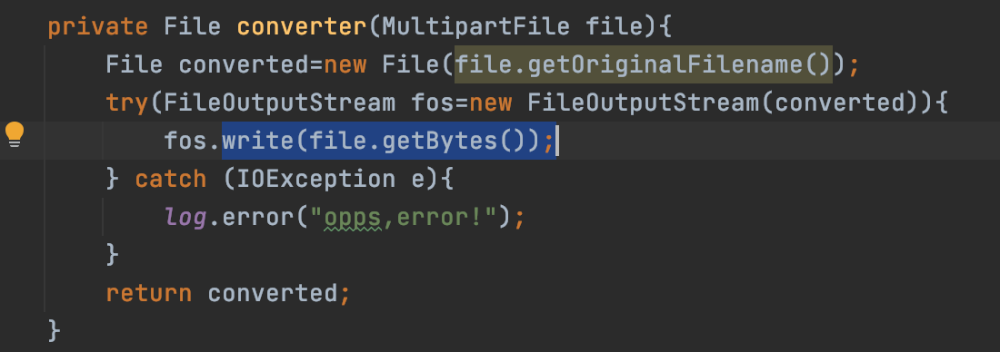 private File converter(MultipartFile file){
File converted=new File(file.getOriginalFilename());
try(FileOutputStream fos=new FileOutputStream(converted)){
fos.write(file.getBytes());
} catch (IOException e){
log.error("opps,error!");
}
return converted;
}